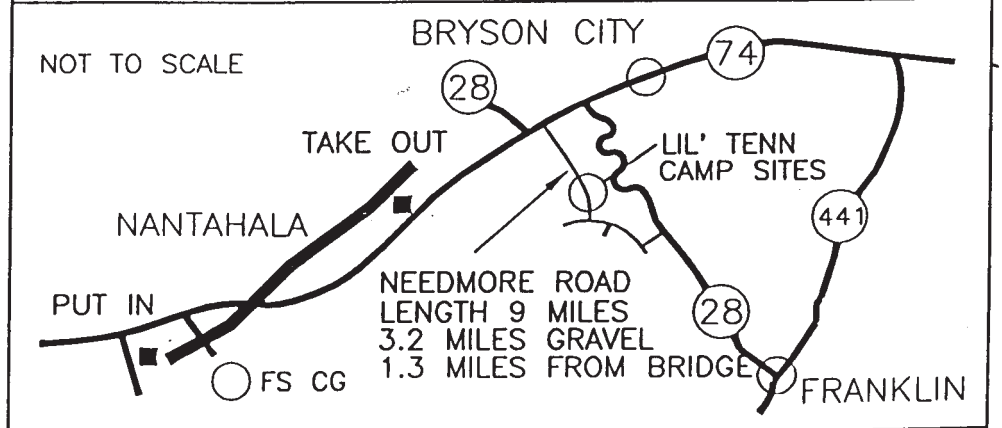 BRYSON CITY
NOT TO SCALE
74
28
TAKE OUT
LIL' TENN
CAMP SITES
NANTAHALA
441
NEEDMORE ROAD
LENGTH 9 MILES
3.2 MILES GRAVEL
1.3 MILES FROM BRIDGE
PUT IN
28
FS CG
FRANKLIN